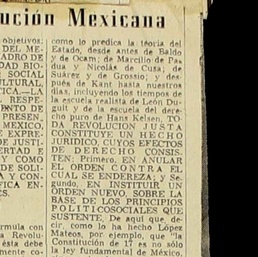 ución Mexicana
objetivos:
DEL ME-
ADRO DE
DAD BIO-
SOCIAL
ULTURAL,
TICA.—LA
RESPE-
ENTO DE
PRESEN,
MEXICO,
E EXPRE-
DE JUSTI-
ERTAD E
Y COMO
DE SOLI-
A Y CON-
FICA EN-
S.
rmula con
a Revolu-
ésta debe
mente co-
como lo predica la teoría del
Estado, desde antes de Baldo
y de Ocam; de Marcilio de Pa-
dua y Nicolás de Cusa; de
Suárez y de Grossio; y des-
pués de Kant hasta nuestros
días, incluyendo los tiempos de
la escuela realista de León Du-
guit y de la escuela del dere-
cho puro de Hans Kelsen, TO-
DA REVOLUCION JUSTA
CONSTITUYE UN HECHO
JURIDICO, CUYOS EFECTOS
DE DERECHO CONSIS-
TEN: Primero, EN ANULAR
EL ORDEN CONTRA EL
CUAL SE ENDEREZA; y Se-
gundo, EN INSTITUIR UN
ORDEN NUEVO, SOBRE LA
BASE DE LOS PRINCIPIOS
POLITICOSOCIALES QUE
SUSTENTE. De aquí que de-
cir, como lo ha hecho López
Mateos, por ejemplo, que "la
Constitución de 17 es no sólo
la ley fundamental de México,